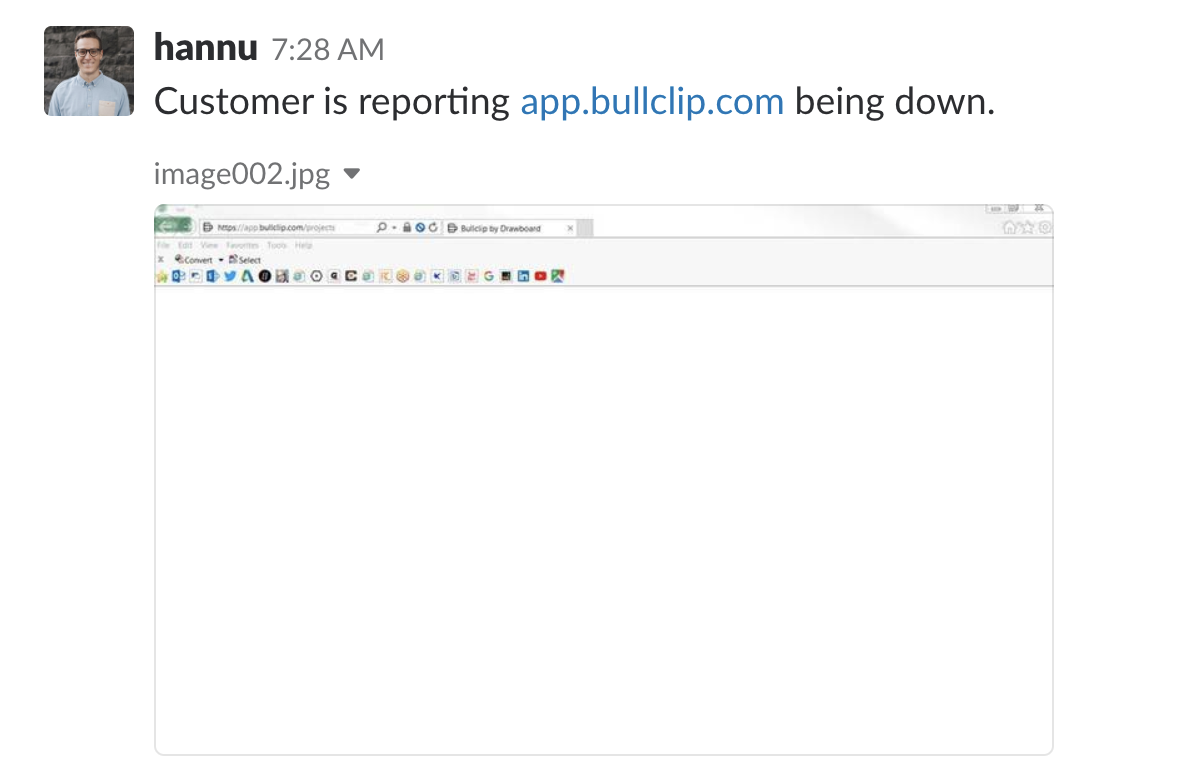 hannu 7:28 AM
Customer is reporting app.bullclip.com being down.
image002.jpg
https://app.bullclip.com/projects
Bullclip by Drawboard
File Edit View Favorites Tools Help
x Convert Select